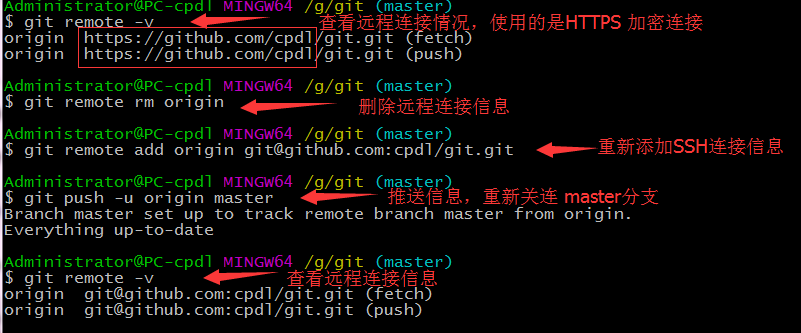 $ git remote -v 查看远程连接情况，使用的是HTTPS 加密连接
origin  https://github.com/cpdl/git.git (fetch)
origin  https://github.com/cpdl/git.git (push)
Administrator@PC-cpdl MINGW64 /g/git (master)
$ git remote rm origin 删除远程连接信息
Administrator@PC-cpdl MINGW64 /g/git (master)
$ git remote add origin git@github.com:cpdl/git.git 重新添加SSH连接信息
Administrator@PC-cpdl MINGW64 /g/git (master)
$ git push -u origin master 推送信息，重新关连 master分支
Branch master set up to track remote branch master from origin.
Everything up-to-date
Administrator@PC-cpdl MINGW64 /g/git (master)
$ git remote -v 查看远程连接信息
origin  git@github.com:cpdl/git.git (fetch)
origin  git@github.com:cpdl/git.git (push)